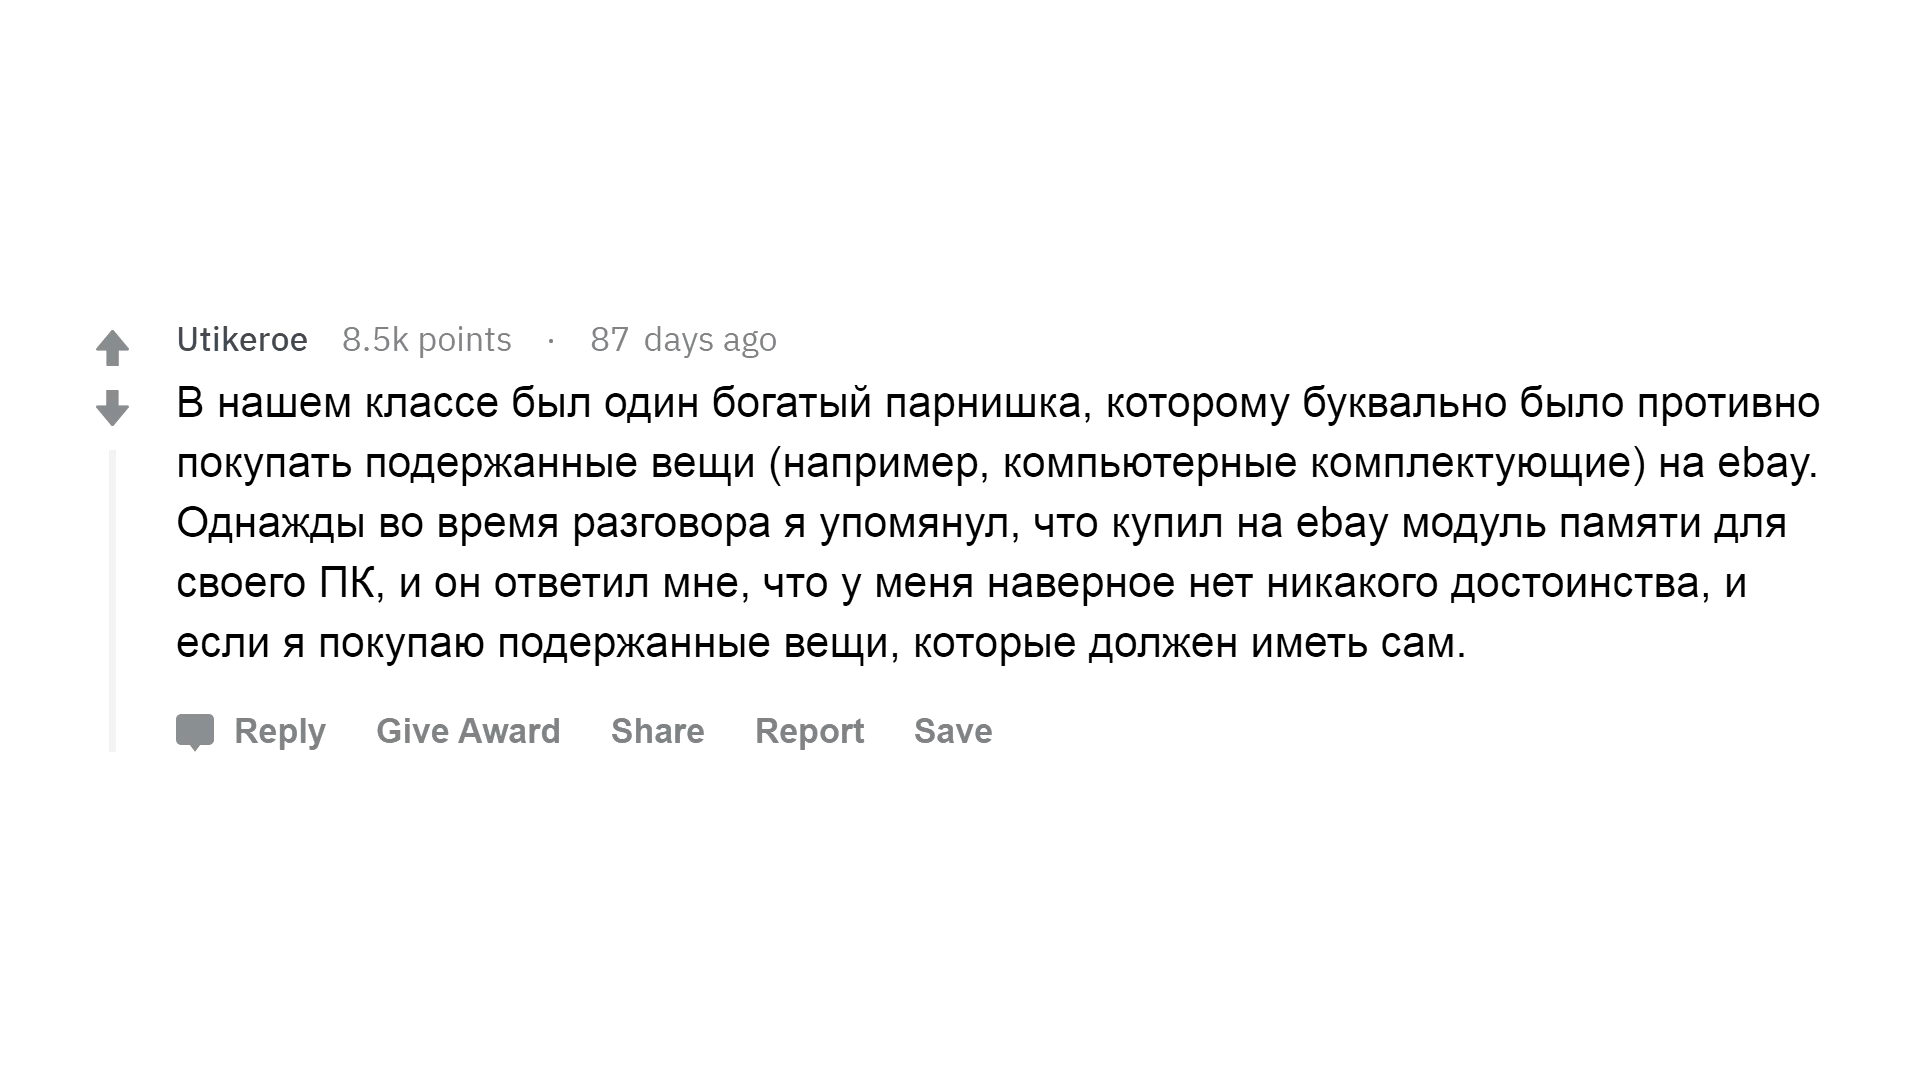 Utikeroe 8.5k points · 87 days ago
В нашем классе был один богатый парнишка, которому буквально было противно
покупать подержанные вещи (например, компьютерные комплектующие) на ebay.
Однажды во время разговора я упомянул, что купил на ebay модуль памяти для
своего ПК, и он ответил мне, что у меня наверное нет никакого достоинства, и
если я покупаю подержанные вещи, которые должен иметь сам.
Reply Give Award Share Report Save